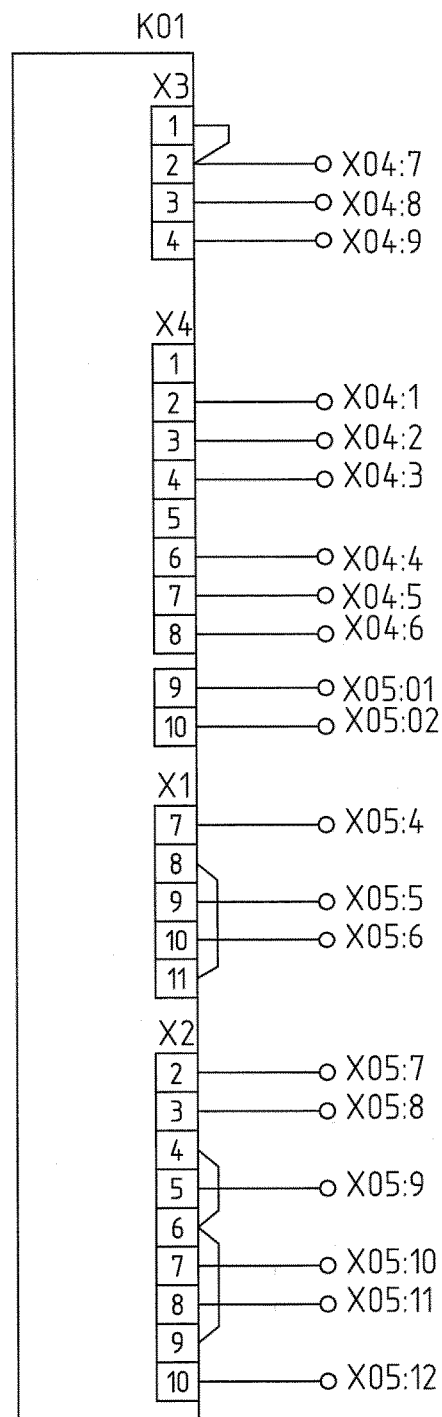 K01
X3
1
2 X04:7
3 X04:8
4 X04:9
X4
1
2 X04:1
3 X04:2
4 X04:3
5
6 X04:4
7 X04:5
8 X04:6
9 X05:01
10 X05:02
X1
7 X05:4
8
9 X05:5
10 X05:6
11
X2
2 X05:7
3 X05:8
4
5 X05:9
6
7 X05:10
8 X05:11
9
10 X05:12